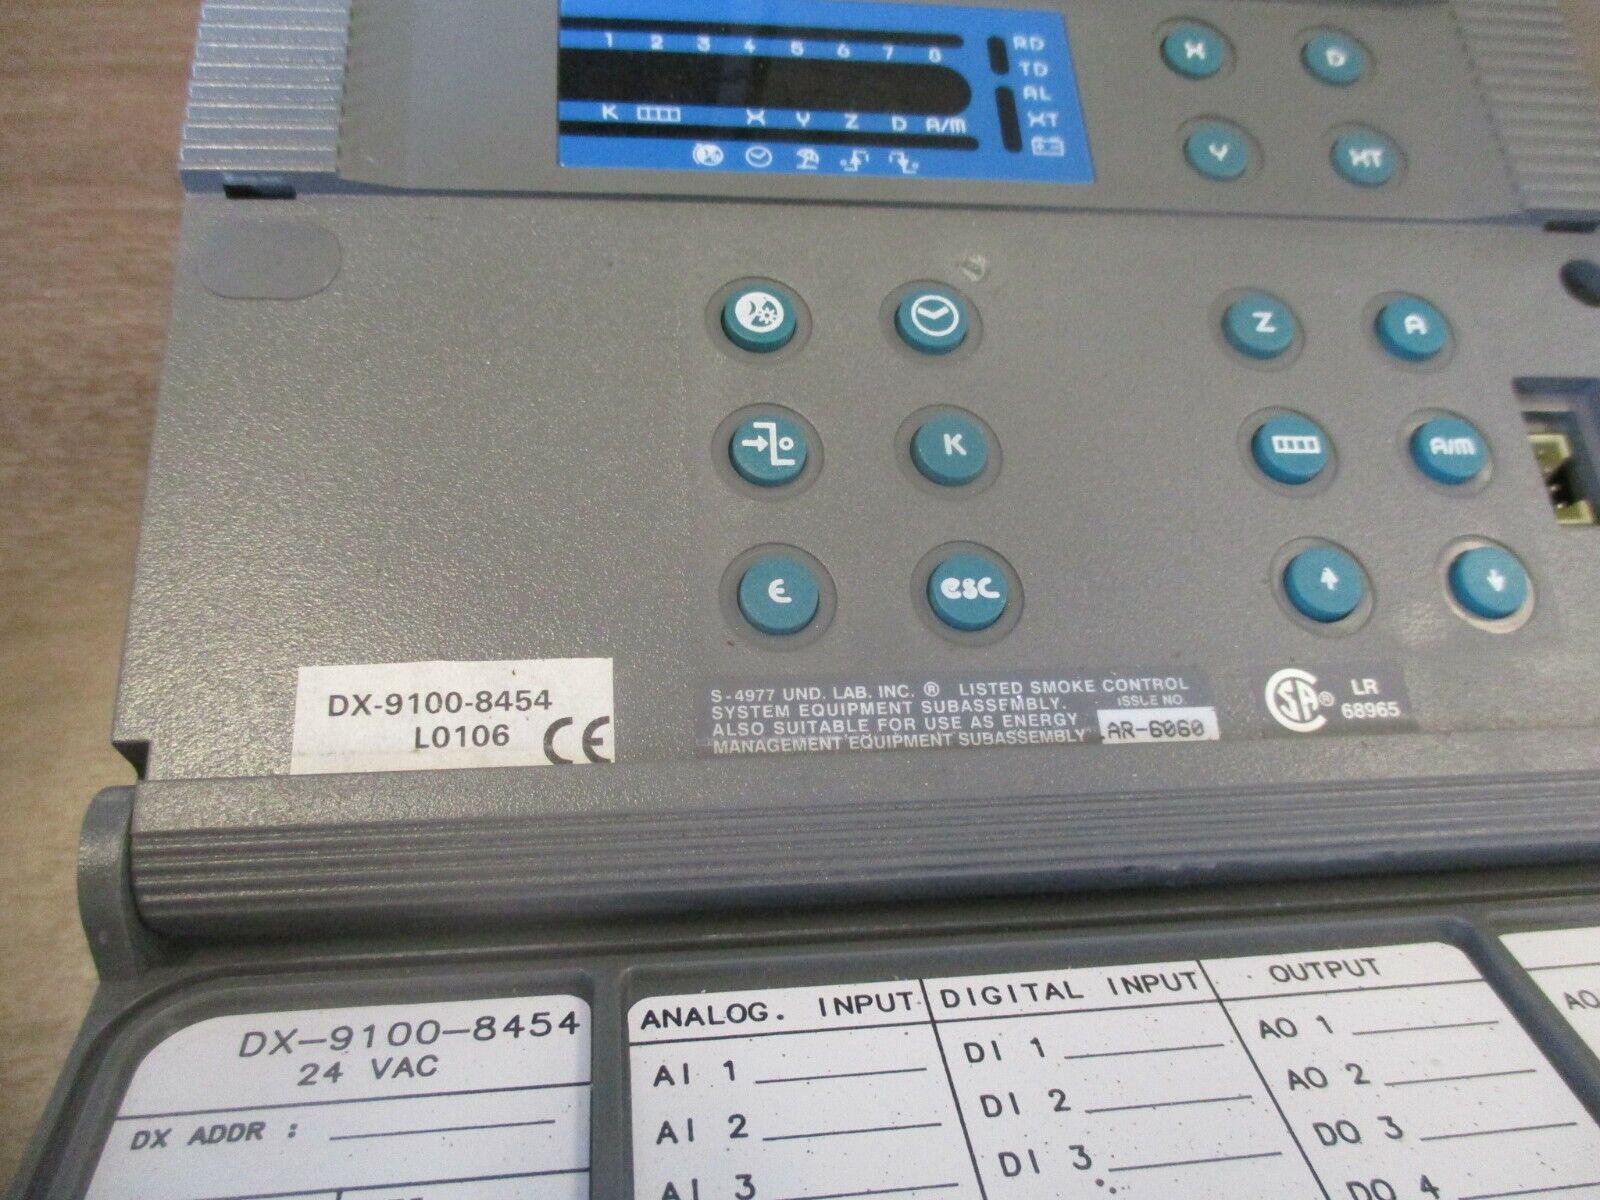 1 2 3 4 5 6 7 8
RD
TD
AL
XT
K X Y Z D A/M
X D
Y XT
Z A
K A/M
E esc
DX-9100-8454
L0106 CE
S-4977 UND. LAB. INC. ® LISTED SMOKE CONTROL
SYSTEM EQUIPMENT SUBASSEMBLY.
ISSUE NO.
ALSO SUITABLE FOR USE AS ENERGY
MANAGEMENT EQUIPMENT SUBASSEMBLY
AR-6060
CSA ® LR
68965
DX-9100-8454
24 VAC
DX ADDR :
ANALOG. INPUT DIGITAL INPUT OUTPUT
AI 1 DI 1 AO 1
AI 2 DI 2 AO 2
AI 3 DI 3 DO 3
DO 4
AO